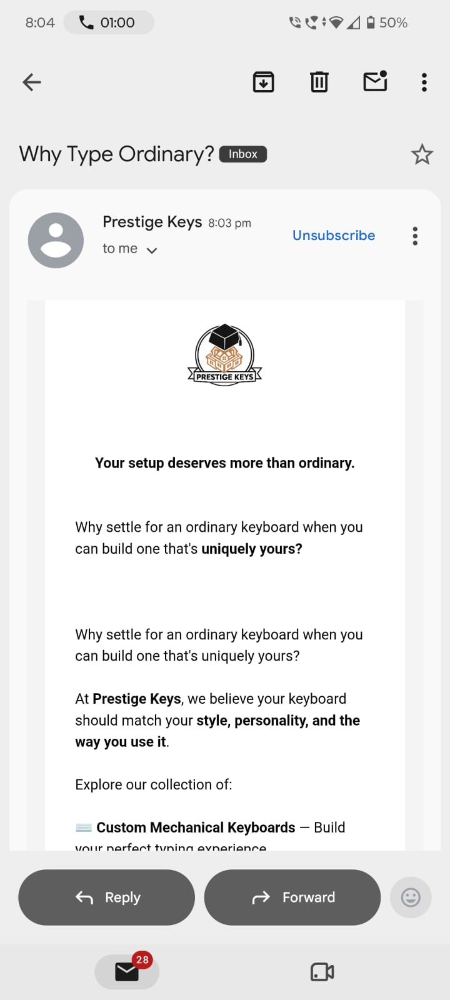 8:04 01:00 50%
Why Type Ordinary? Inbox
Prestige Keys 8:03 pm
to me
Unsubscribe
PRESTIGE KEYS
Your setup deserves more than ordinary.
Why settle for an ordinary keyboard when you
can build one that's uniquely yours?
Why settle for an ordinary keyboard when you
can build one that's uniquely yours?
At Prestige Keys, we believe your keyboard
should match your style, personality, and the
way you use it.
Explore our collection of:
⌨️ Custom Mechanical Keyboards — Build
your perfect typing experience
Reply Forward
28